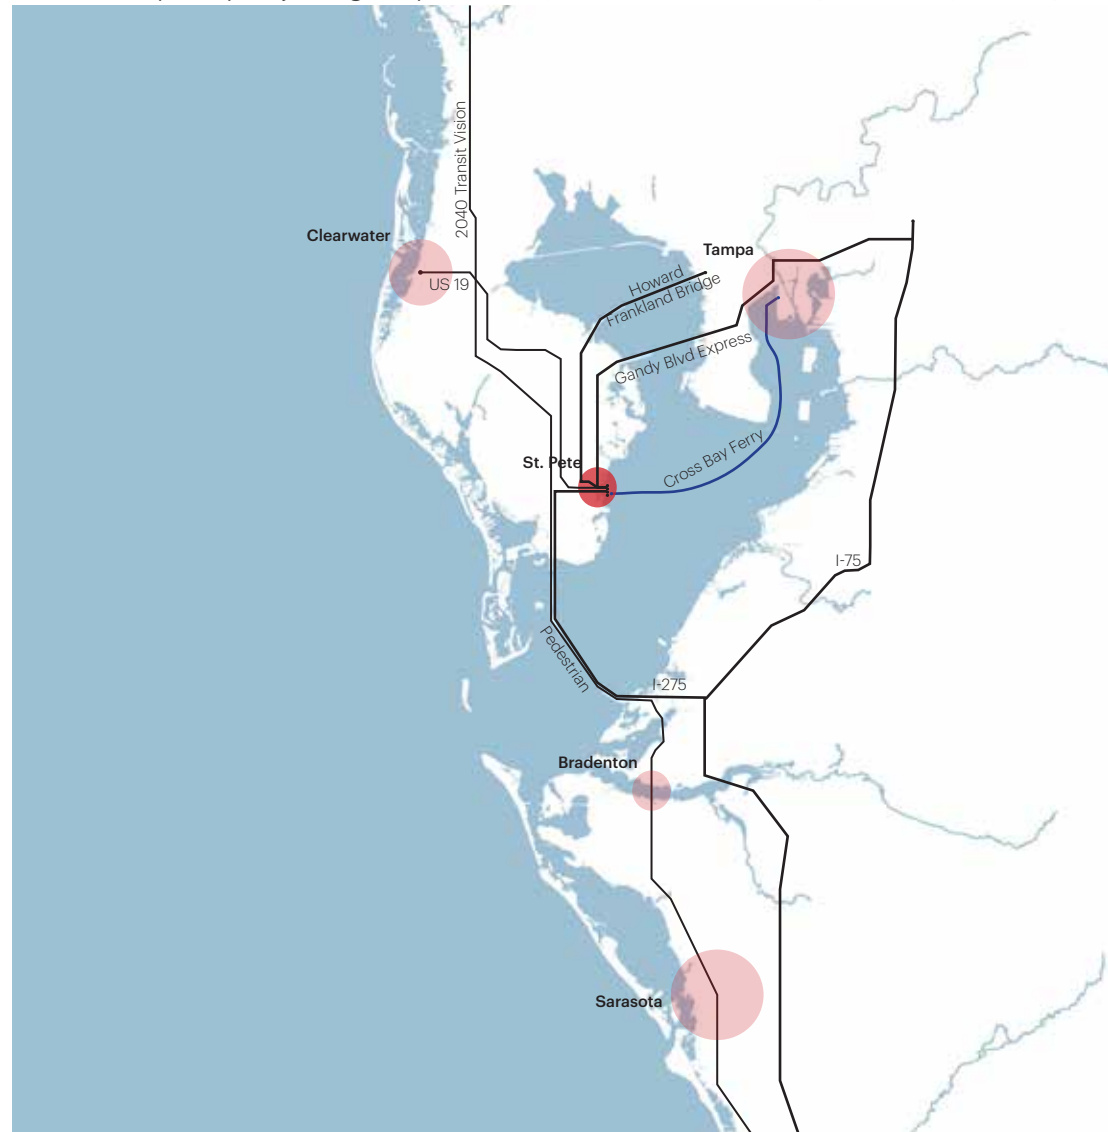 2040 Transit Vision
Clearwater
US 19
Tampa
Howard
Frankland Bridge
Gandy Blvd Express
St. Pete
Cross Bay Ferry
I-75
Pedestrian
I-275
Bradenton
Sarasota